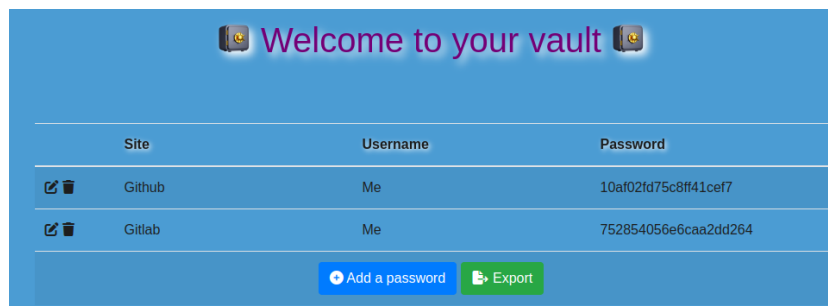 Welcome to your vault
Site Username Password
Github Me 10af02fd75c8ff41cef7
Gitlab Me 752854056e6caa2dd264
Add a password Export